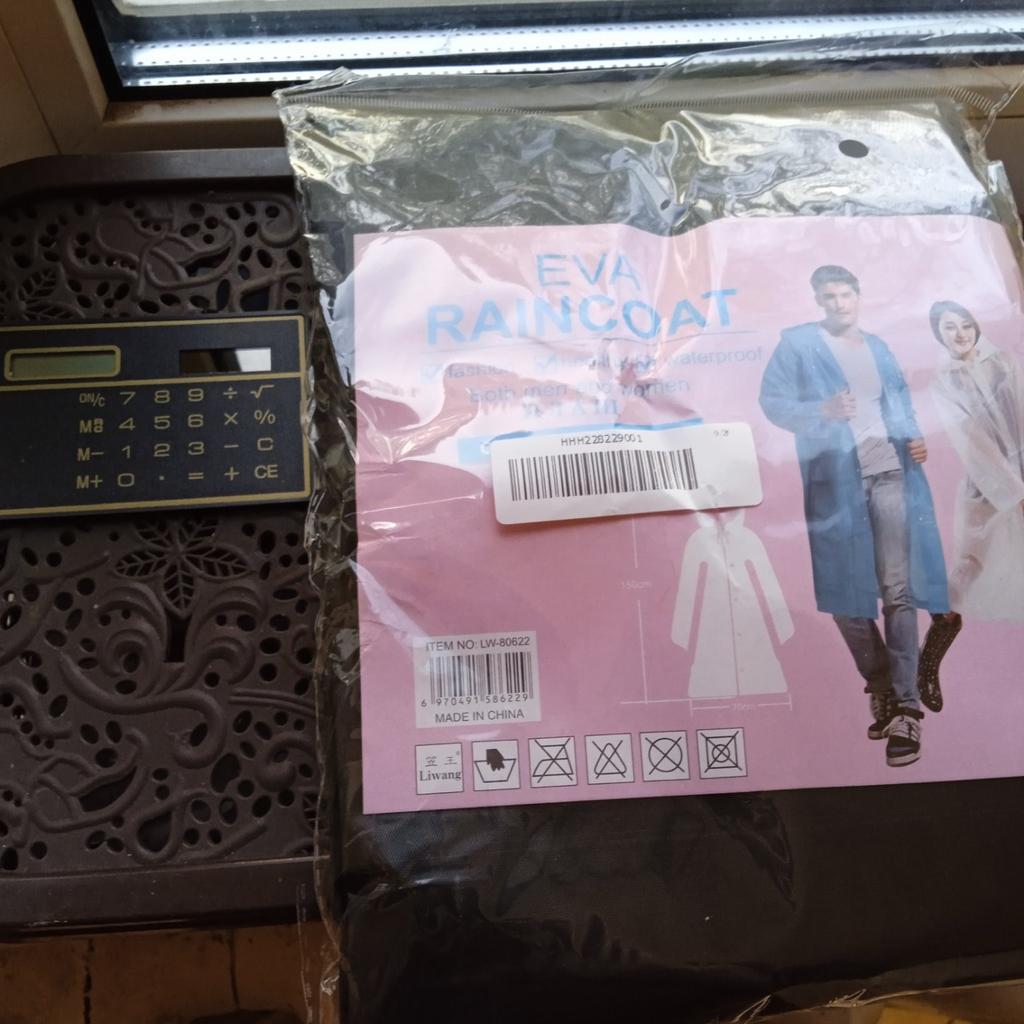 ON/C 7 8 9 ÷ √
4 5 6 × %
M− 1 2 3 − C
M+ 0 · = + CE
EVA
RAINCOAT
waterproof
Both men and women
HHH228229001
150cm
70cm
ITEM NO: LW-80622
6 970491 586229
MADE IN CHINA
笠王®
Liwang